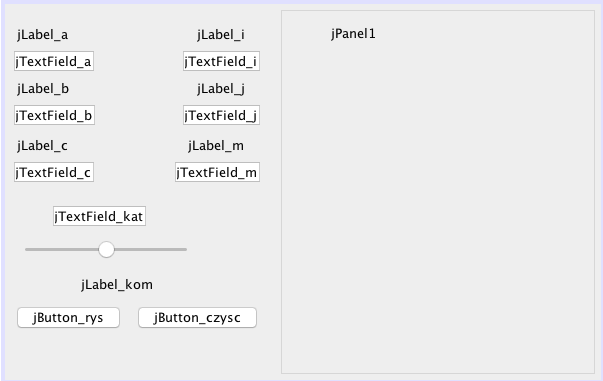 jLabel_a
jLabel_i
jPanel1
jTextField_a
jTextField_i
jLabel_b
jLabel_j
jTextField_b
jTextField_j
jLabel_c
jLabel_m
jTextField_c
jTextField_m
jTextField_kat
jLabel_kom
jButton_rys
jButton_czysc